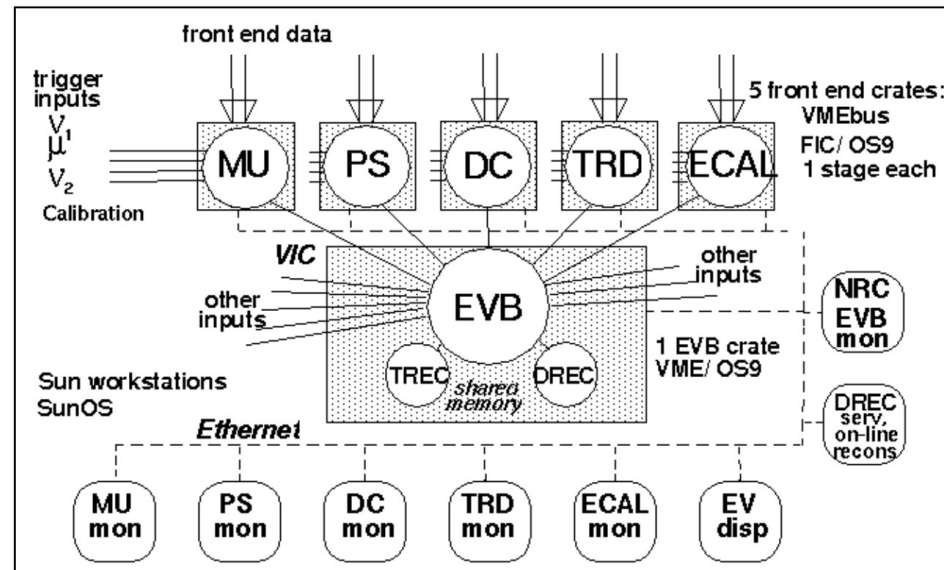 front end data
trigger
inputs
V1
μ
V2
Calibration
MU
PS
DC
TRD
ECAL
5 front end crates:
VMEbus
FIC/ OS9
1 stage each
VIC
other
inputs
EVB
other
inputs
TREC
DREC
shared
memory
1 EVB crate
VME/ OS9
NRC
EVB
mon
DREC
serv,
on-line
recons
Sun workstations
SunOS
Ethernet
MU
mon
PS
mon
DC
mon
TRD
mon
ECAL
mon
EV
disp